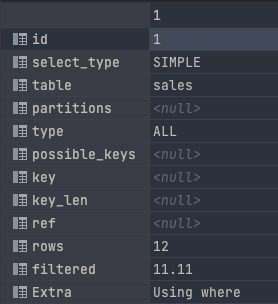 1
id 1
select_type SIMPLE
table sales
partitions <null>
type ALL
possible_keys <null>
key <null>
key_len <null>
ref <null>
rows 12
filtered 11.11
Extra Using where